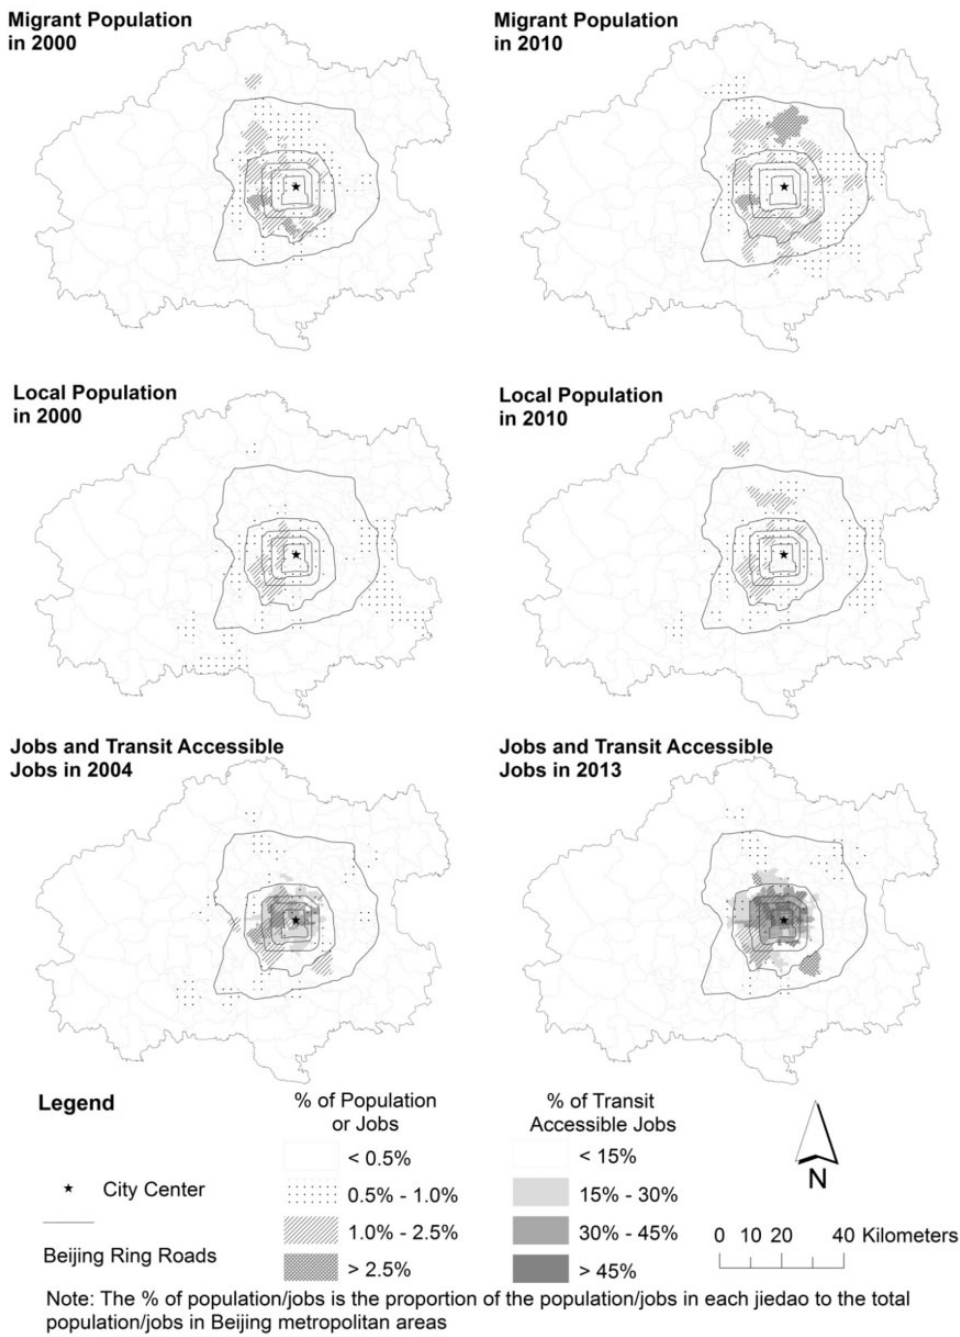 Migrant Population
in 2000
Migrant Population
in 2010
Local Population
in 2000
Local Population
in 2010
Jobs and Transit Accessible
Jobs in 2004
Jobs and Transit Accessible
Jobs in 2013
Legend
City Center
Beijing Ring Roads
% of Population
or Jobs
< 0.5%
0.5% - 1.0%
1.0% - 2.5%
> 2.5%
% of Transit
Accessible Jobs
< 15%
15% - 30%
30% - 45%
> 45%
N
0 10 20 40 Kilometers
Note: The % of population/jobs is the proportion of the population/jobs in each jiedao to the total
population/jobs in Beijing metropolitan areas